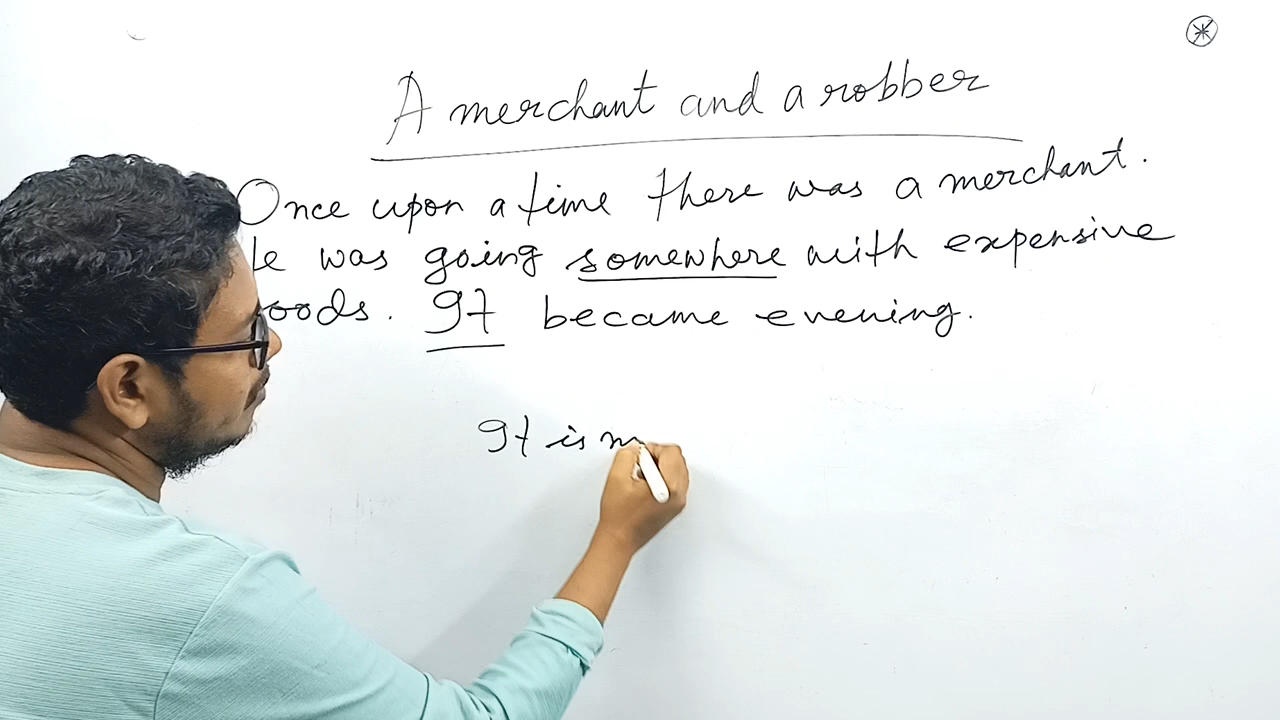 A merchant and a robber
Once upon a time there was a merchant.
was going somewhere with expensive
. It became evening.
It is